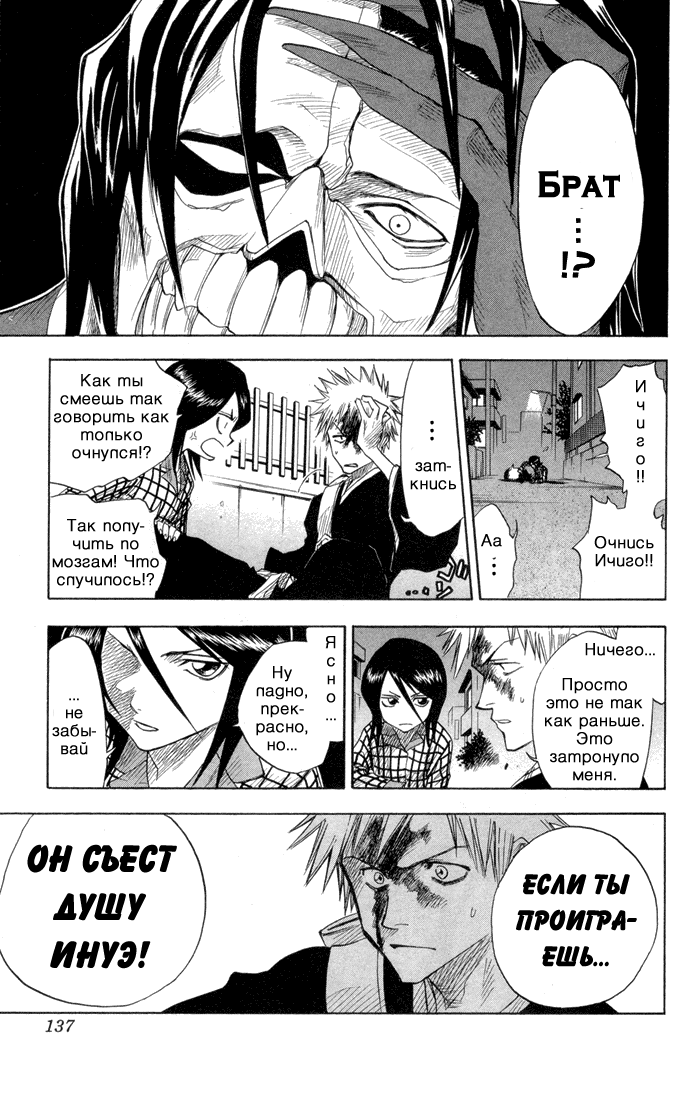 Брат
...
!?
Ичиго!!
Очнись
Ичиго!!
Аа
...
...
зат-
кнись
Как ты
смеешь так
говорить как
только
очнулся!?
Так полу-
чить по
мозгам! Что
случилось!?
Ничего...
Просто
это не так
как раньше.
Это
затронуло
меня.
Ясно...
Ну
ладно,
прек-
расно,
но...
...
не
забы-
вай
Если ты
проигра-
ешь...
Он съест
душу
Инуэ!
137